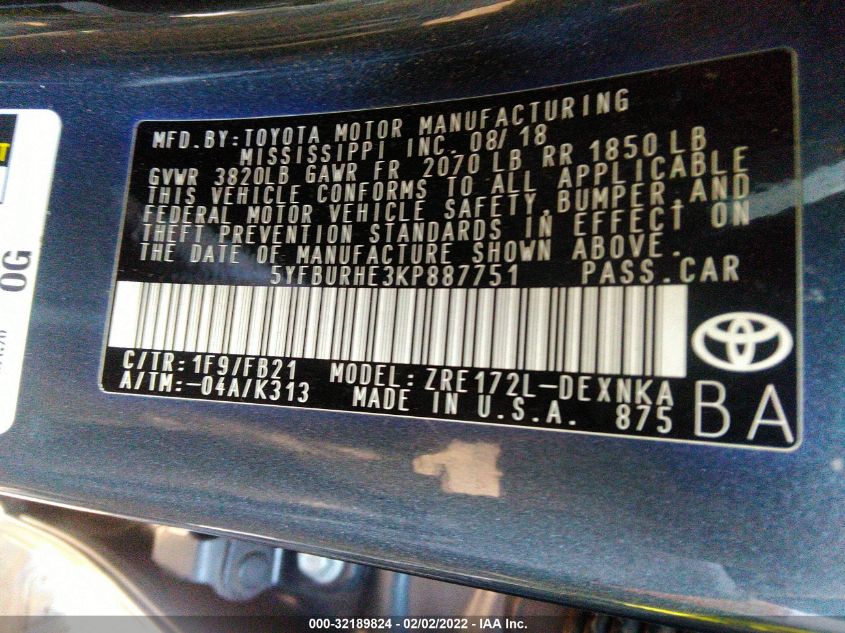 MFD.BY:TOYOTA MOTOR MANUFACTURING
MISSISSIPPI INC. 08/18
GVWR 3820LB GAWR FR 2070 LB RR 1850 LB
THIS VEHICLE CONFORMS TO ALL APPLICABLE
FEDERAL MOTOR VEHICLE SAFETY,BUMPER,AND
THEFT PREVENTION STANDARDS IN EFFECT ON
THE DATE OF MANUFACTURE SHOWN ABOVE.
5YFBURHE3KP887751 PASS.CAR
C/TR:1F9/FB21 MODEL:ZRE172L-DEXNKA
A/TM:-04A/K313 MADE IN U.S.A. 875
BA
OG
000-32189824 - 02/02/2022 - IAA Inc.